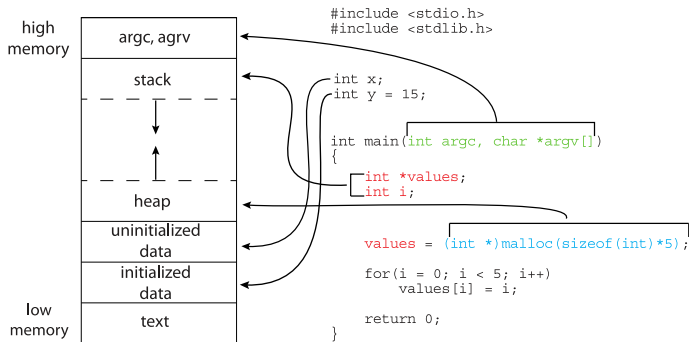 high
memory
argc, agrv
stack
heap
uninitialized
data
initialized
data
text
low
memory
#include <stdio.h>
#include <stdlib.h>
int x;
int y = 15;
int main(int argc, char *argv[])
{
int *values;
int i;
values = (int *)malloc(sizeof(int)*5);
for(i = 0; i < 5; i++)
values[i] = i;
return 0;
}